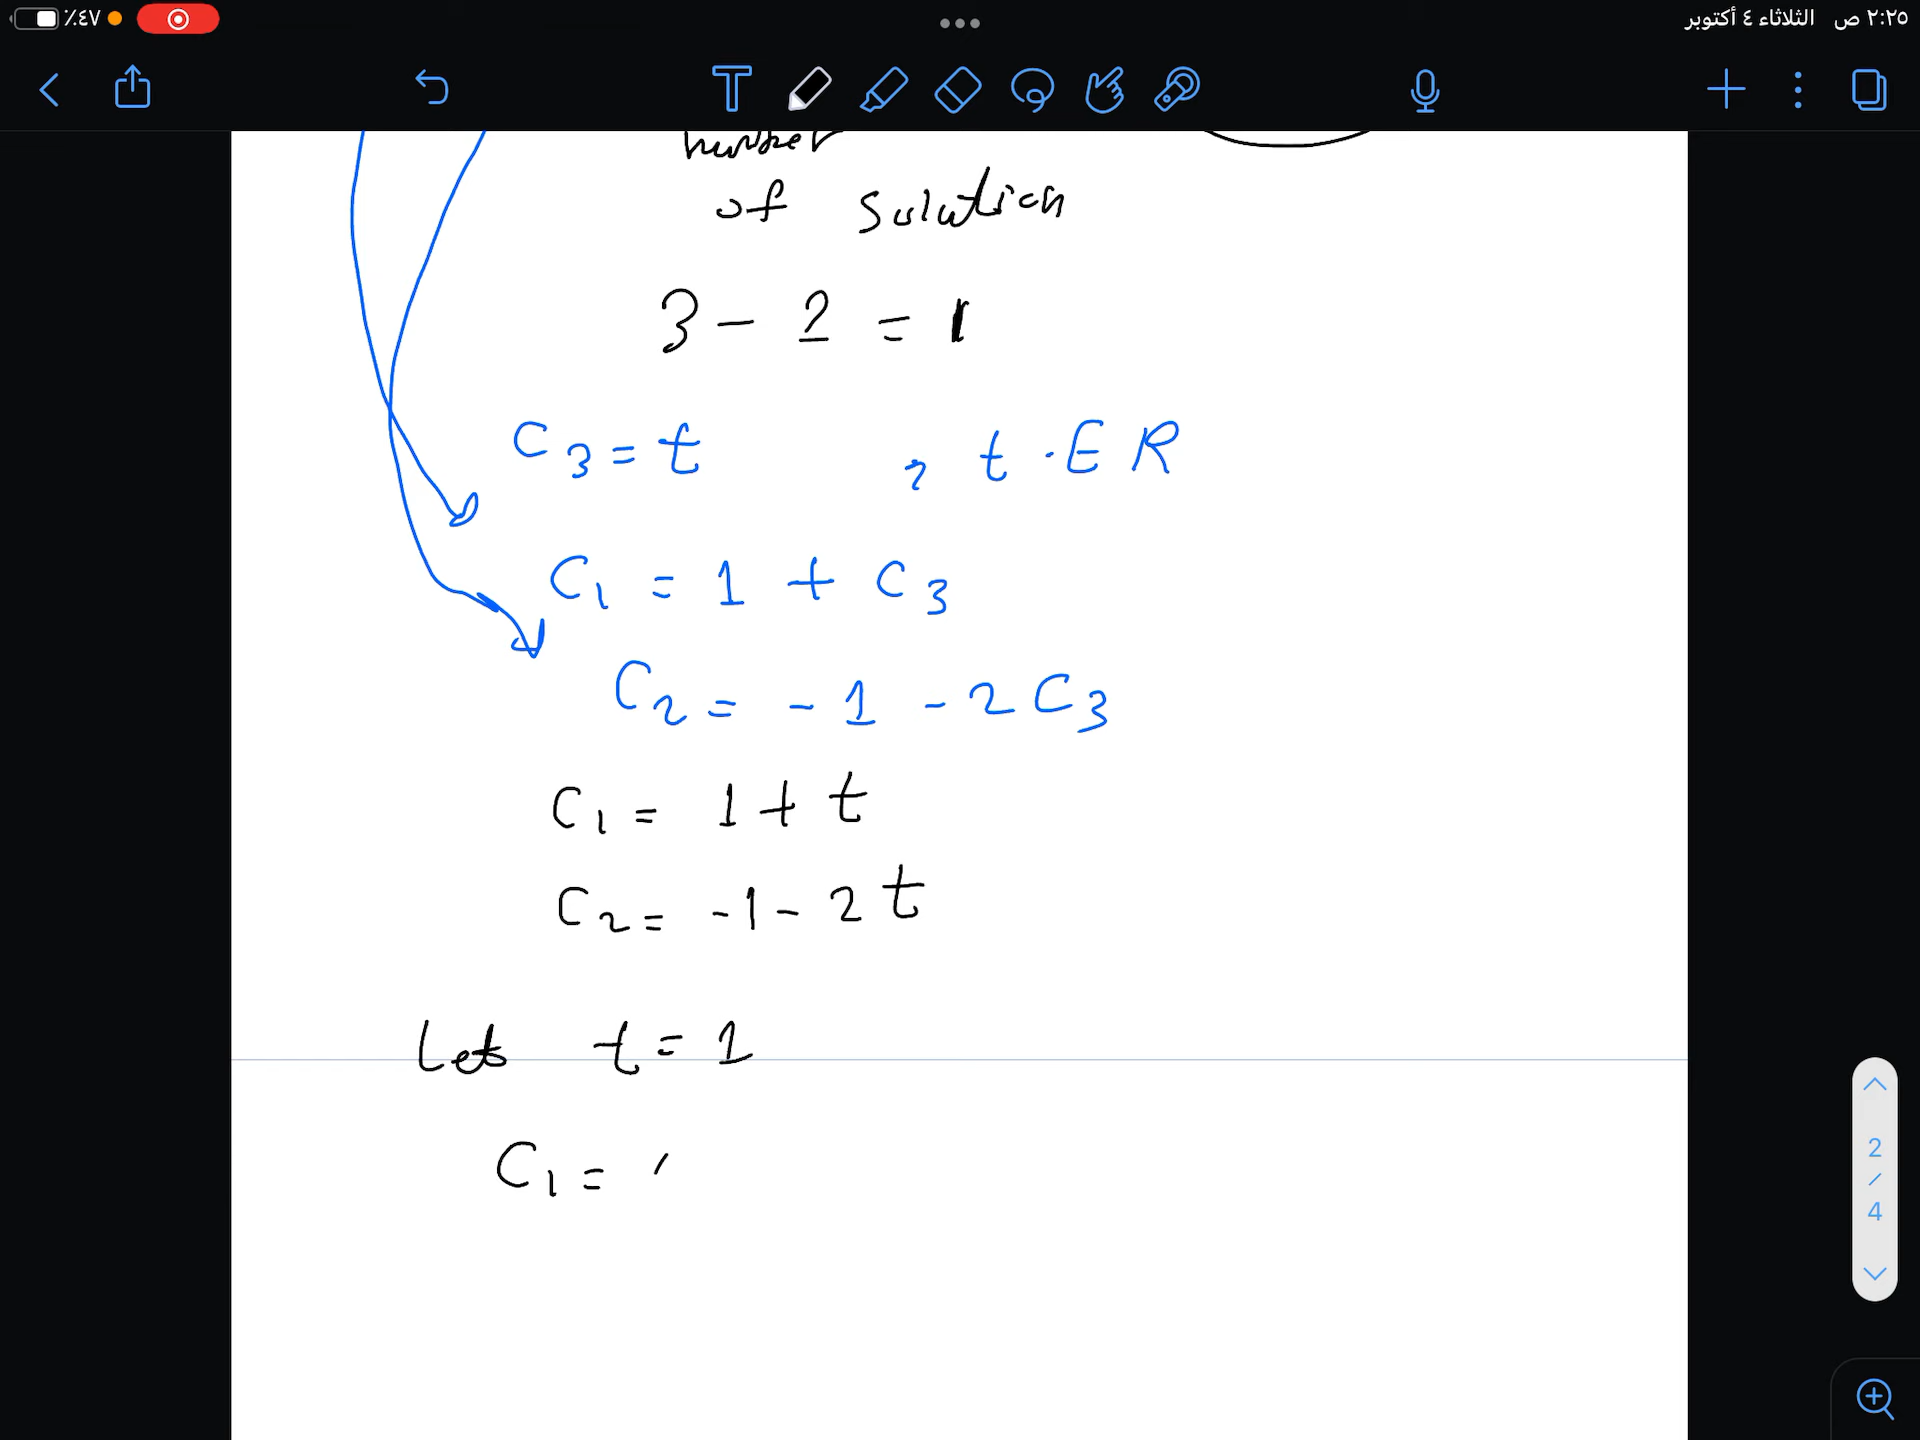 ٪٤٧
٢:٢٥ ص الثلاثاء ٤ أكتوبر
T
number
of solution
3 - 2 = 1
C3 = t , t ∈ R
C1 = 1 + C3
C2 = -1 - 2C3
C1 = 1 + t
C2 = -1 - 2t
Let t = 1
C1 =
2
/
4